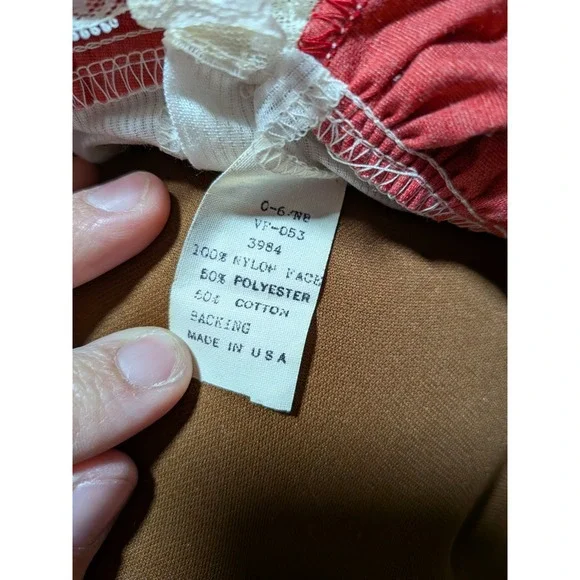 C-6/NB
VF-053
3984
100% NYLON FACE
50% POLYESTER
50% COTTON
BACKING
MADE IN USA